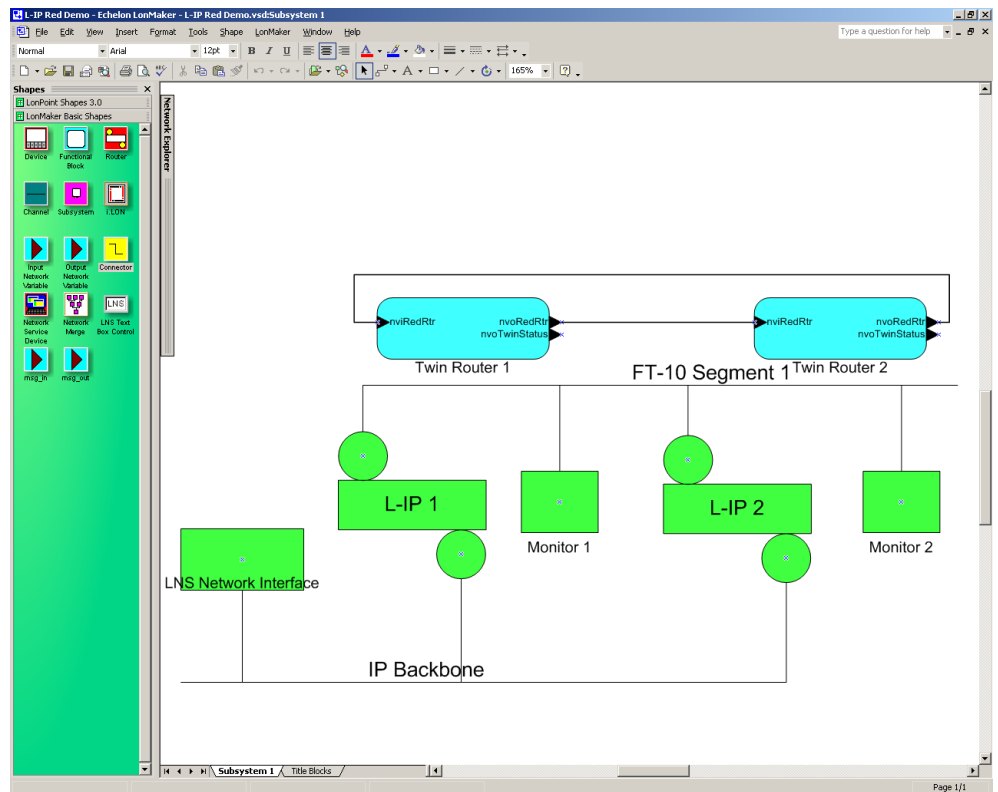 L-IP Red Demo - Echelon LonMaker - L-IP Red Demo.vsd:Subsystem 1
File Edit View Insert Format Tools Shape LonMaker Window Help
Type a question for help
Normal Arial 12pt B I U
165%
Shapes
LonPoint Shapes 3.0
LonMaker Basic Shapes
Device Functional Block Router
Channel Subsystem i.LON
Input Network Variable Output Network Variable Connector
Network Service Device Network Merge LNS Text Box Control
LNS
msg_in msg_out
Network Explorer
nviRedRtr nvoRedRtr
nvoTwinStatus
nviRedRtr nvoRedRtr
nvoTwinStatus
Twin Router 1
FT-10 Segment 1
Twin Router 2
L-IP 1
L-IP 2
Monitor 1
Monitor 2
LNS Network Interface
IP Backbone
Subsystem 1 Title Blocks
Page 1/1